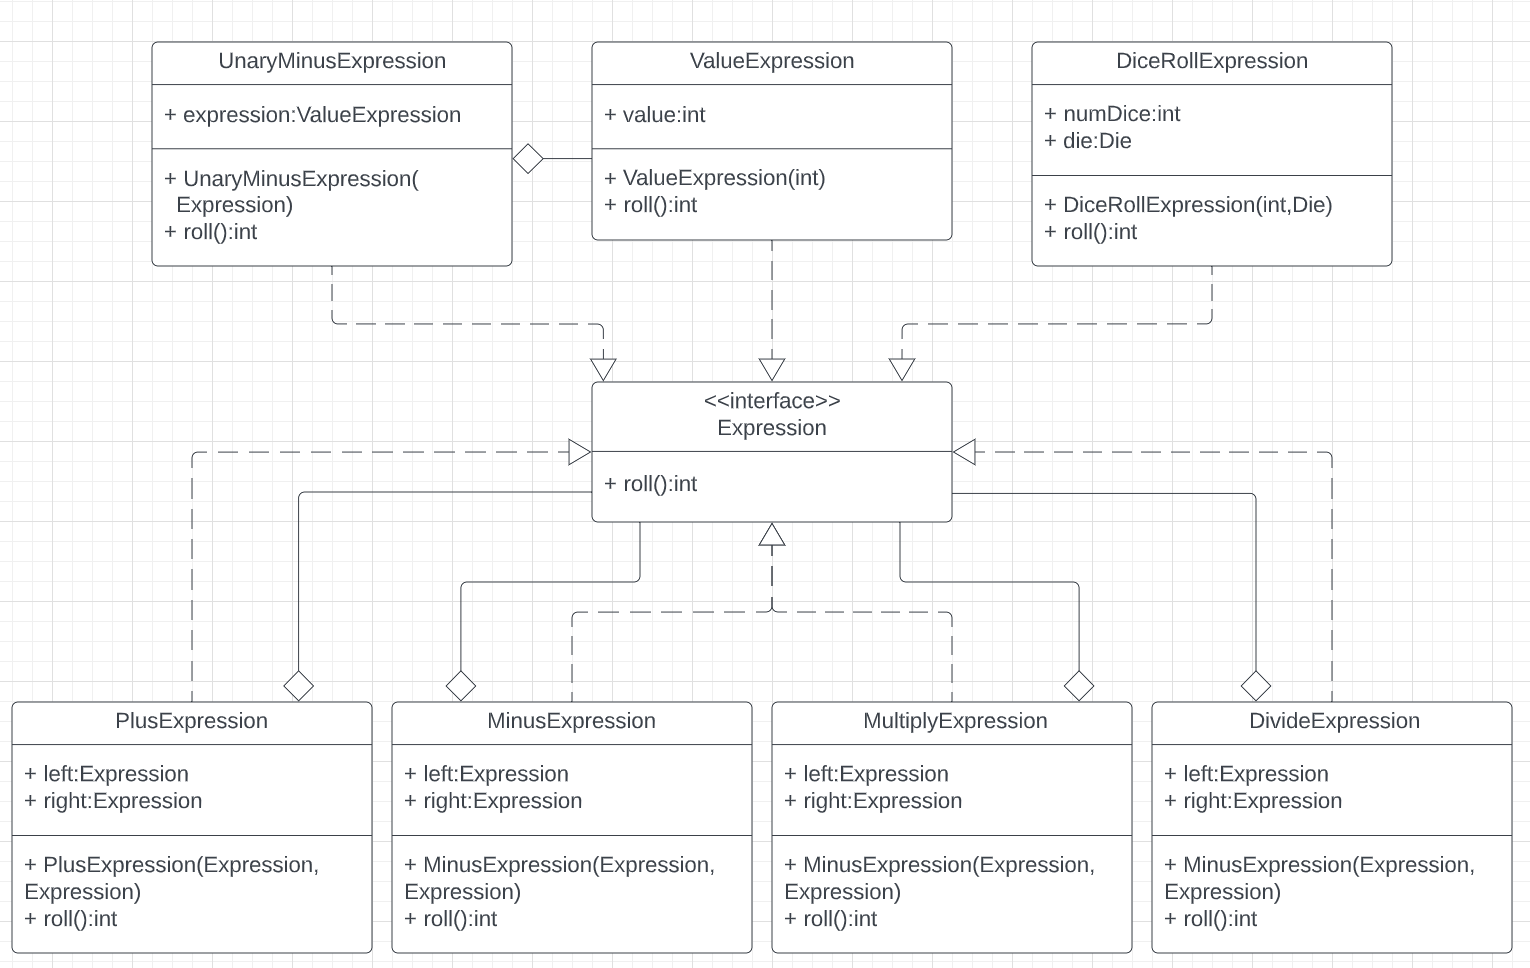 UnaryMinusExpression
+ expression:ValueExpression
+ UnaryMinusExpression(
Expression)
+ roll():int
ValueExpression
+ value:int
+ ValueExpression(int)
+ roll():int
DiceRollExpression
+ numDice:int
+ die:Die
+ DiceRollExpression(int,Die)
+ roll():int
<<interface>>
Expression
+ roll():int
PlusExpression
+ left:Expression
+ right:Expression
+ PlusExpression(Expression,
Expression)
+ roll():int
MinusExpression
+ left:Expression
+ right:Expression
+ MinusExpression(Expression,
Expression)
+ roll():int
MultiplyExpression
+ left:Expression
+ right:Expression
+ MinusExpression(Expression,
Expression)
+ roll():int
DivideExpression
+ left:Expression
+ right:Expression
+ MinusExpression(Expression,
Expression)
+ roll():int